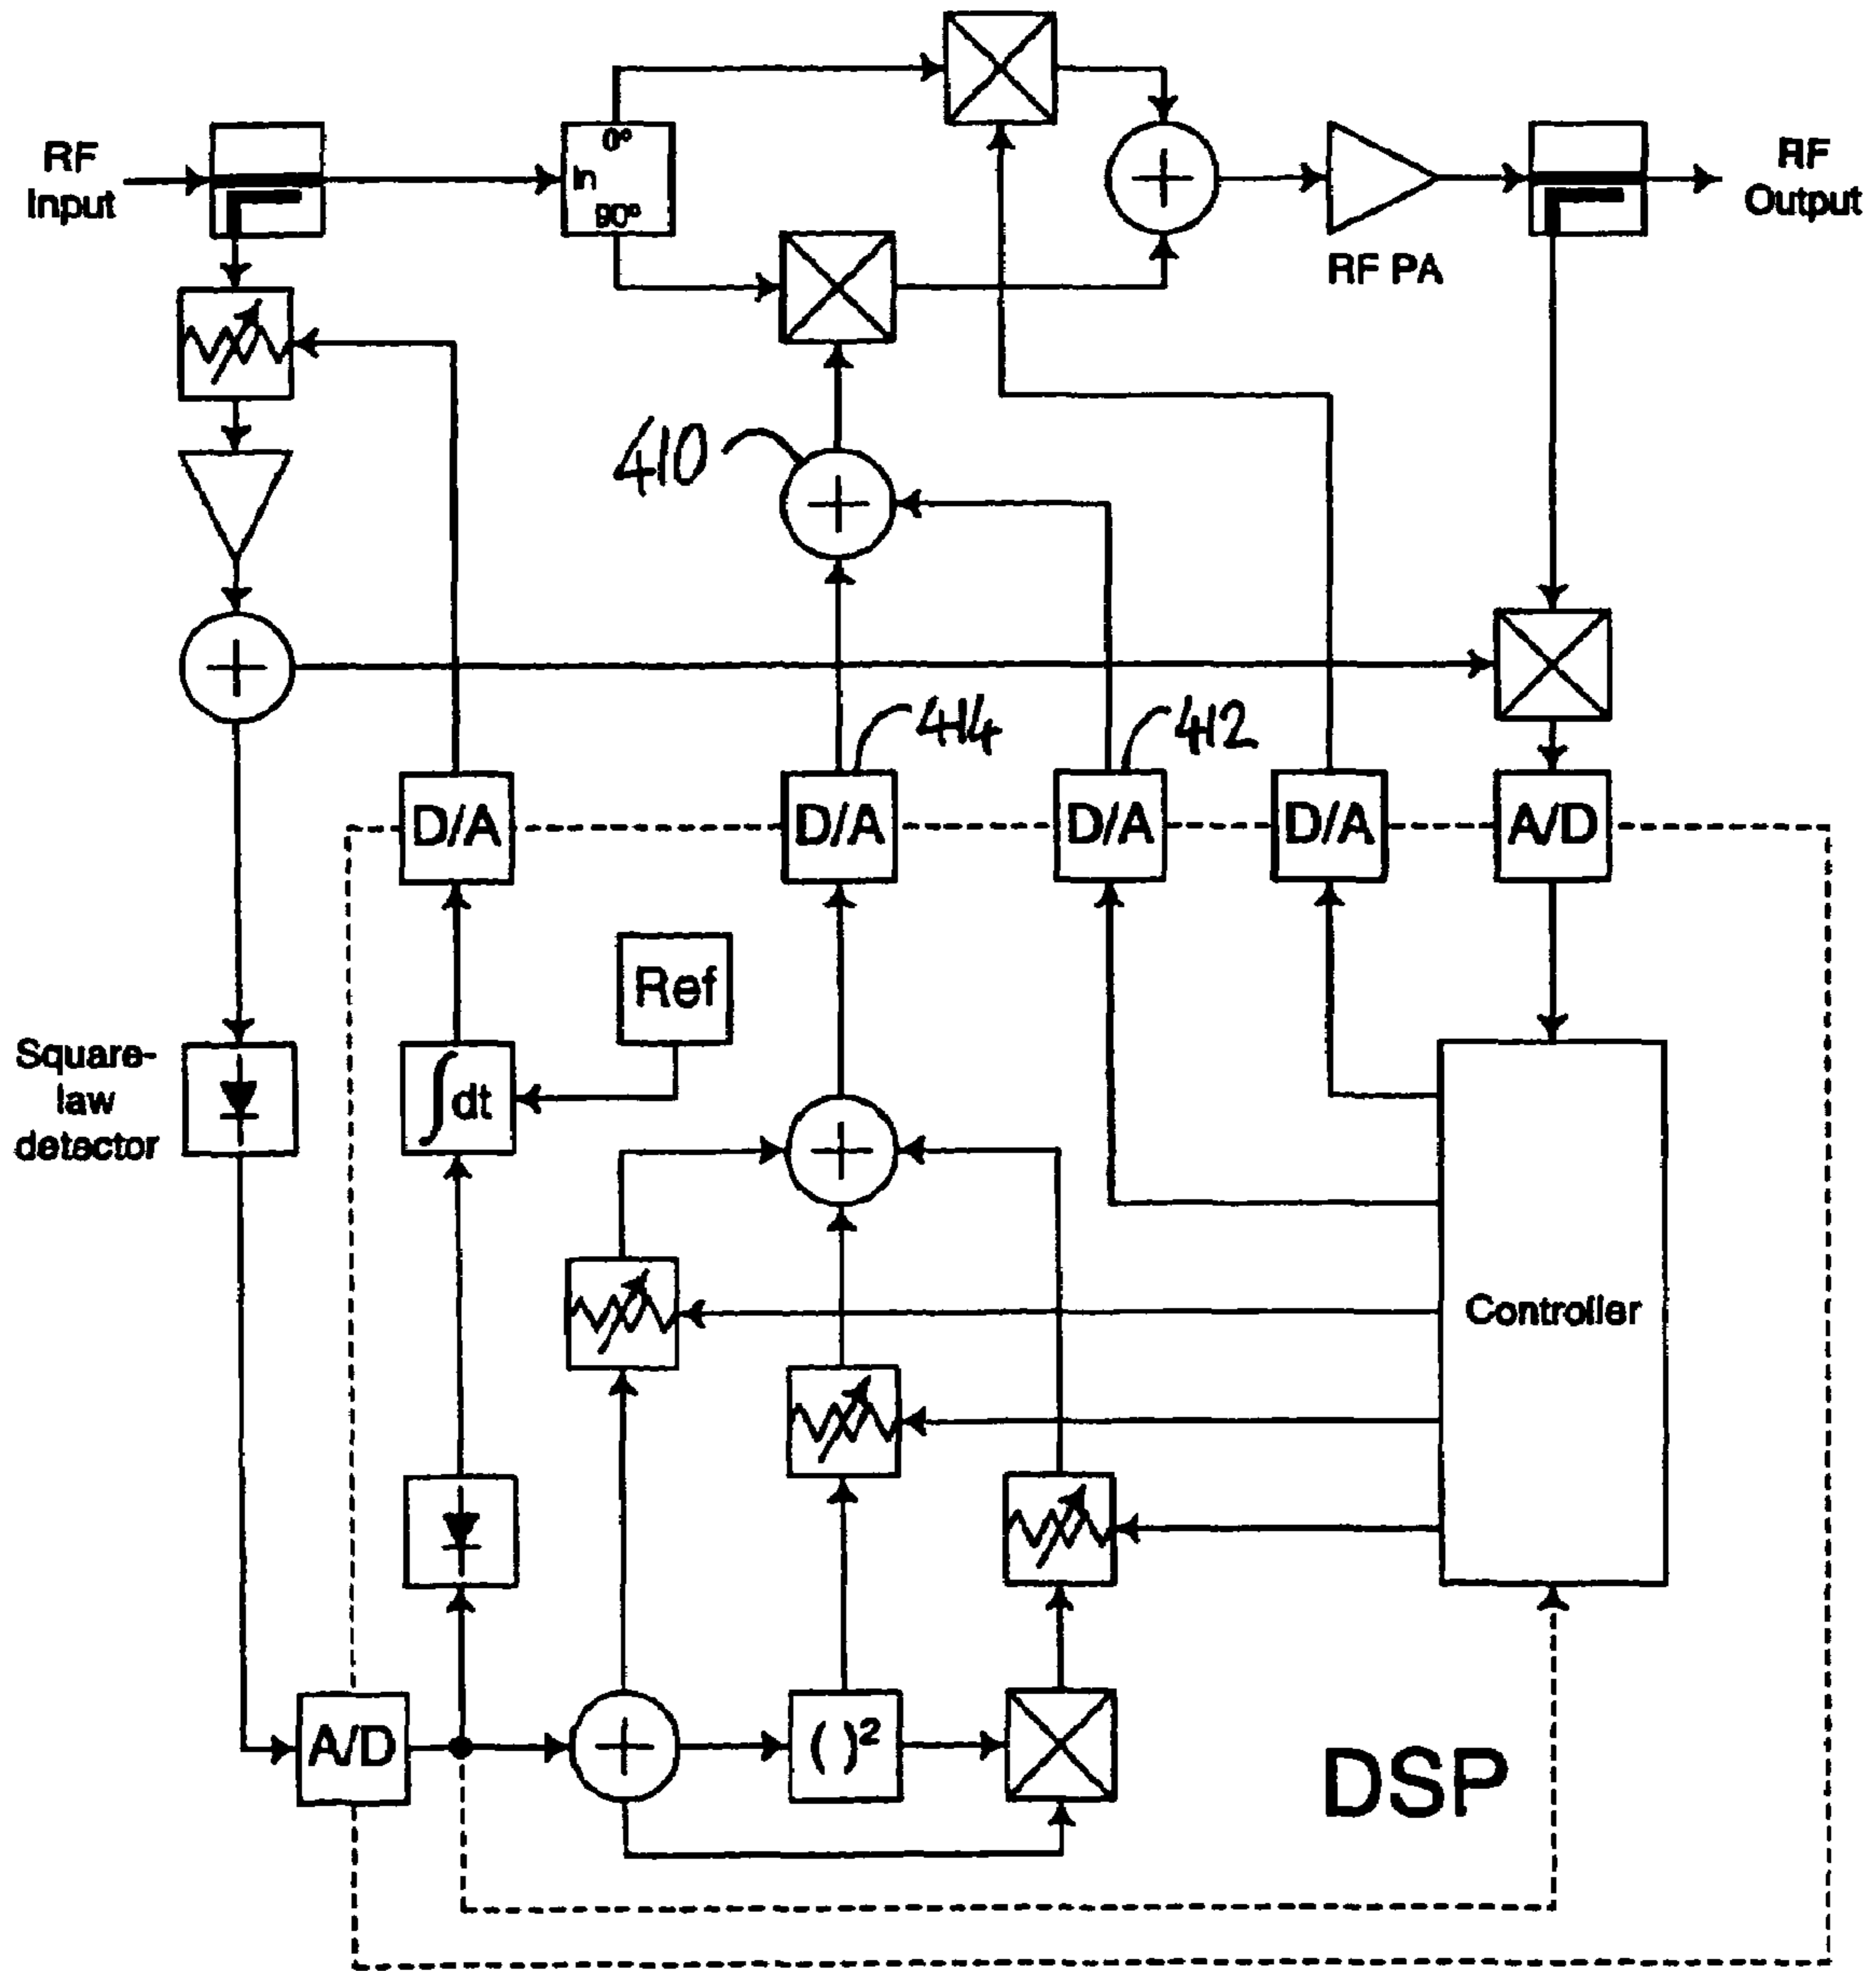 0°
RF
Input
In
90°
RF
Output
RF PA
410
414
412
D/A
D/A
D/A
D/A
A/D
Ref
Square-
law
detector
∫dt
Controller
A/D
( )²
DSP